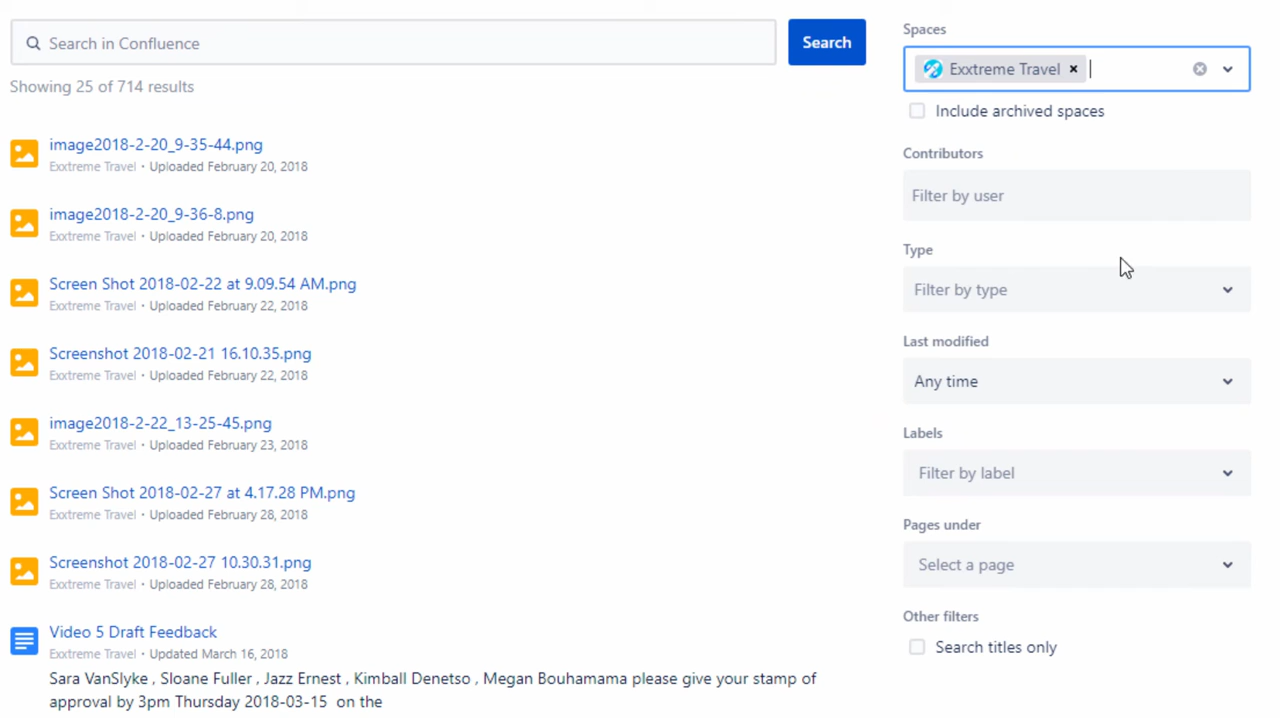 Search in Confluence
Search
Showing 25 of 714 results
image2018-2-20_9-35-44.png
Exxtreme Travel • Uploaded February 20, 2018
image2018-2-20_9-36-8.png
Exxtreme Travel • Uploaded February 20, 2018
Screen Shot 2018-02-22 at 9.09.54 AM.png
Exxtreme Travel • Uploaded February 22, 2018
Screenshot 2018-02-21 16.10.35.png
Exxtreme Travel • Uploaded February 22, 2018
image2018-2-22_13-25-45.png
Exxtreme Travel • Uploaded February 23, 2018
Screen Shot 2018-02-27 at 4.17.28 PM.png
Exxtreme Travel • Uploaded February 28, 2018
Screenshot 2018-02-27 10.30.31.png
Exxtreme Travel • Uploaded February 28, 2018
Video 5 Draft Feedback
Exxtreme Travel • Updated March 16, 2018
Sara VanSlyke , Sloane Fuller , Jazz Ernest , Kimball Denetso , Megan Bouhamama please give your stamp of
approval by 3pm Thursday 2018-03-15 on the
Spaces
Exxtreme Travel
Include archived spaces
Contributors
Filter by user
Type
Filter by type
Last modified
Any time
Labels
Filter by label
Pages under
Select a page
Other filters
Search titles only